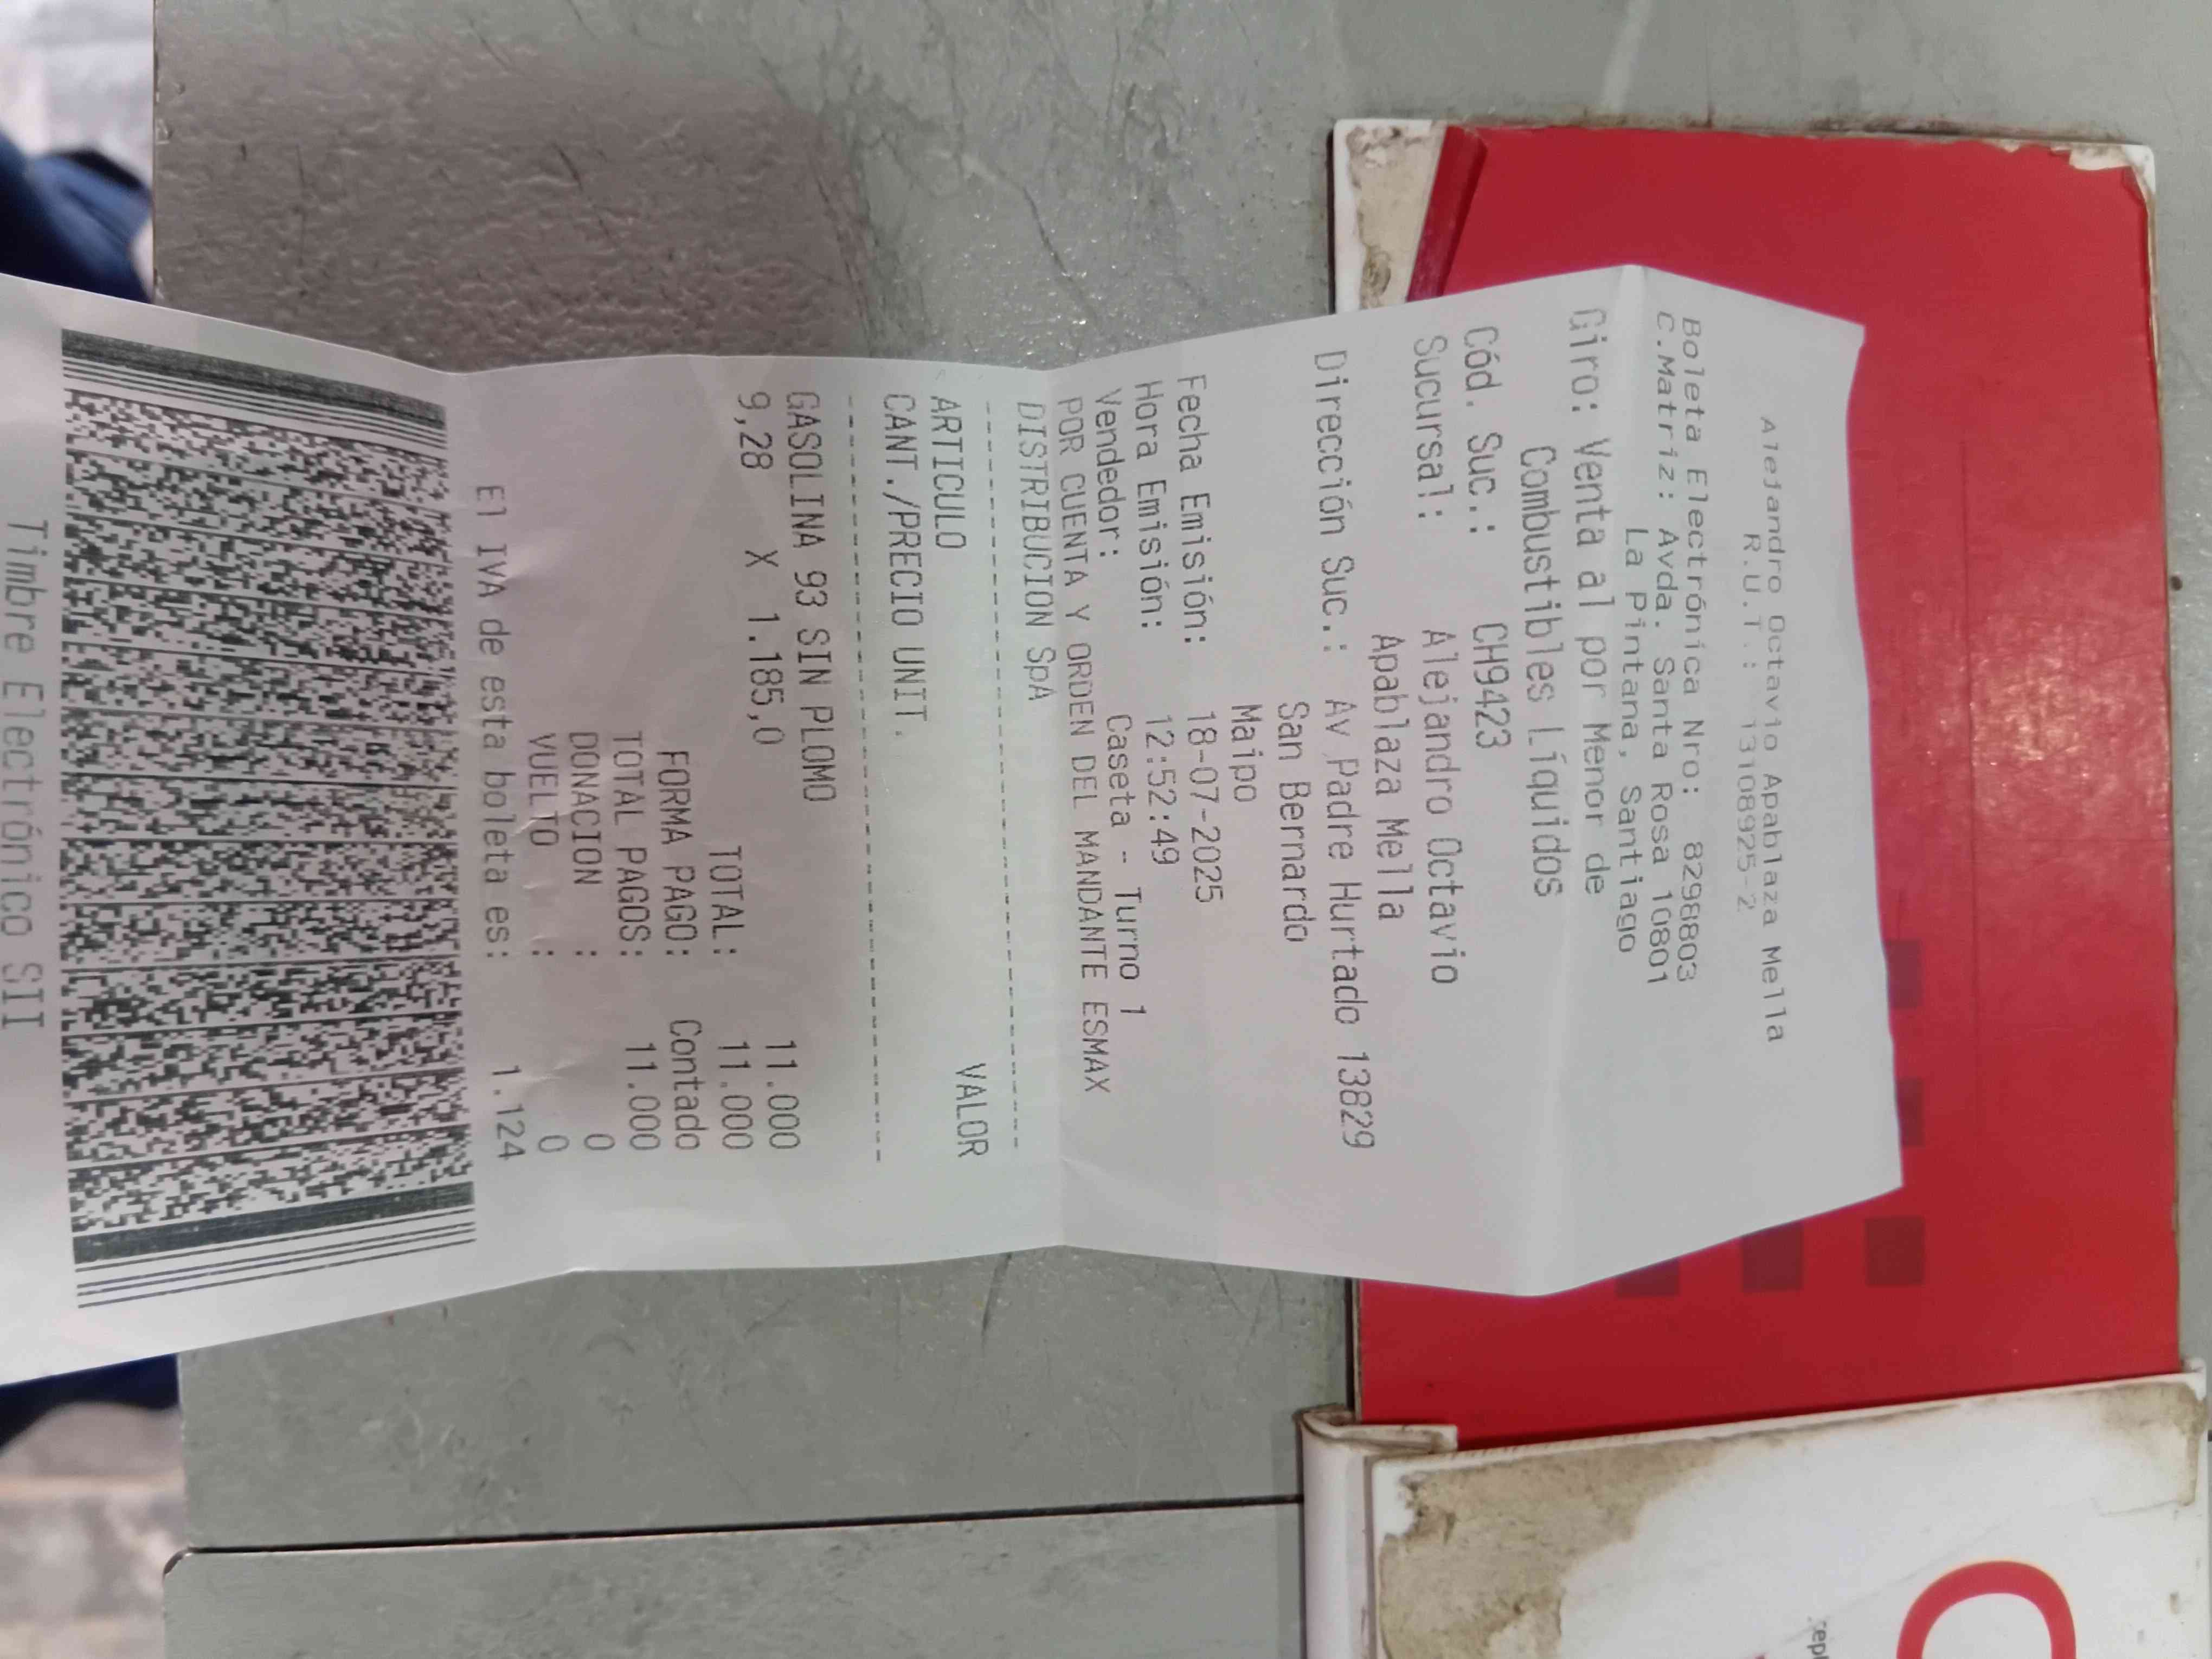 Alejandro Octavio Apablaza Mella
R.U.T.: 13108925-2
Boleta Electrónica Nro: 8298803
C.Matriz: Avda. Santa Rosa 10801
La Pintana, Santiago
Giro: Venta al por Menor de
Combustibles Líquidos
Cód. Suc.: CH9423
Sucursal: Alejandro Octavio
Apablaza Mella
Dirección Suc.: Av.Padre Hurtado 13829
San Bernardo
Maipo
Fecha Emisión: 18-07-2025
Hora Emisión: 12:52:49
Vendedor: Caseta - Turno 1
POR CUENTA Y ORDEN DEL MANDANTE ESMAX
DISTRIBUCION SpA
ARTICULO VALOR
CANT./PRECIO UNIT.
GASOLINA 93 SIN PLOMO
9,28 X 1.185,0 11.000
TOTAL: 11.000
FORMA PAGO: Contado
TOTAL PAGOS: 11.000
DONACION : 0
VUELTO : 0
El IVA de esta boleta es: 1.124
Timbre Electrónico SII